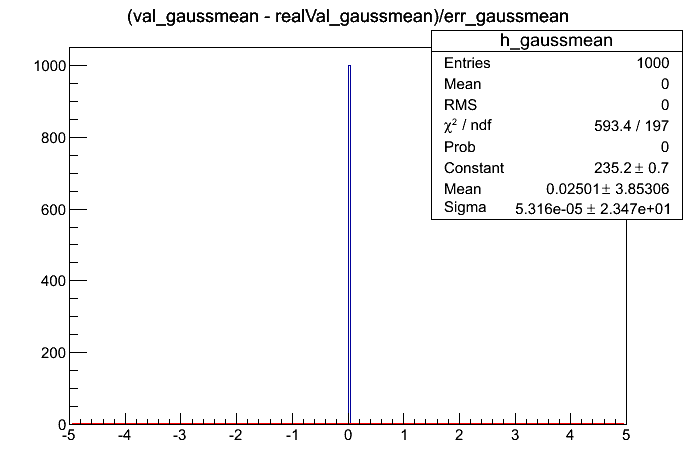 (val_gaussmean - realVal_gaussmean)/err_gaussmean
h_gaussmean
Entries 1000
Mean 0
RMS 0
χ² / ndf 593.4 / 197
Prob 0
Constant 235.2 ± 0.7
Mean 0.02501 ± 3.85306
Sigma 5.316e-05 ± 2.347e+01
1000
800
600
400
200
0
-5 -4 -3 -2 -1 0 1 2 3 4 5